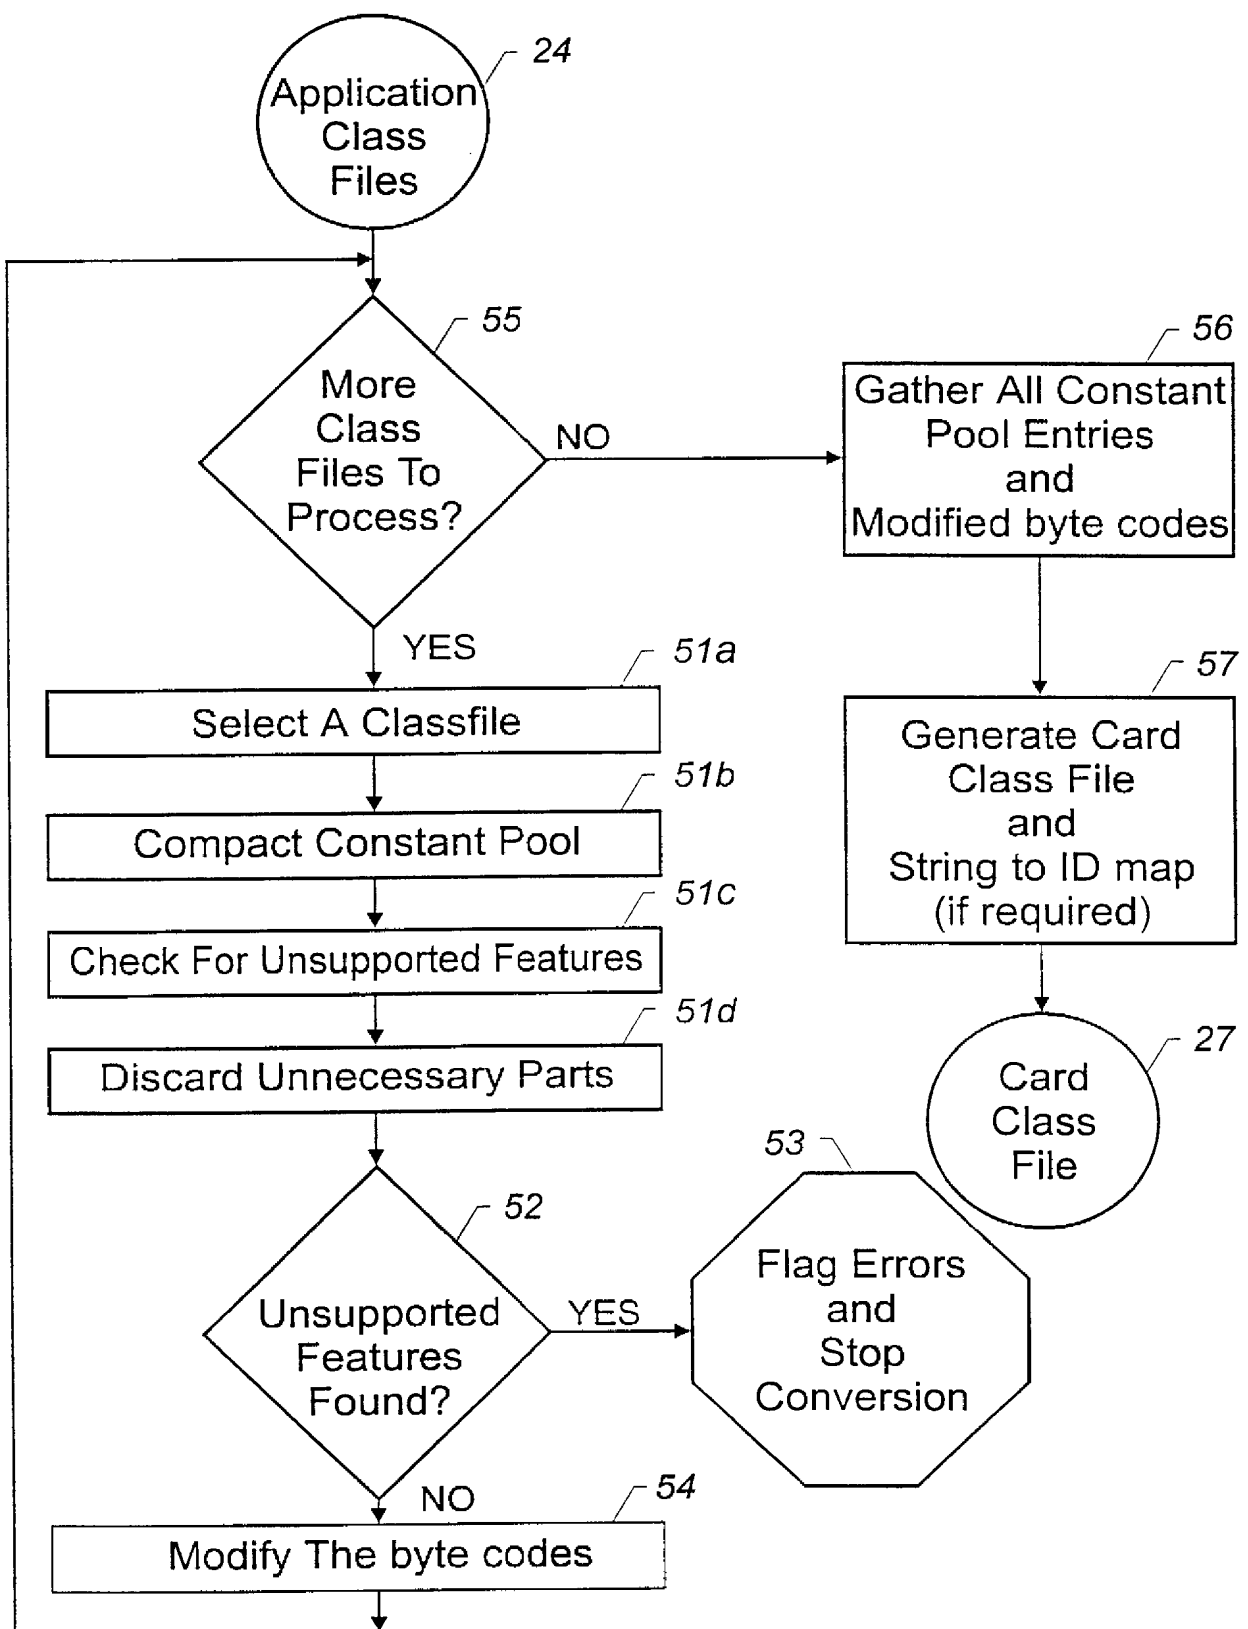 24
Application
Class
Files
55
More
Class
Files To
Process?
NO
56
Gather All Constant
Pool Entries
and
Modified byte codes
YES
51a
Select A Classfile
57
Generate Card
Class File
and
String to ID map
(if required)
51b
Compact Constant Pool
51c
Check For Unsupported Features
51d
Discard Unnecessary Parts
27
Card
Class
File
52
Unsupported
Features
Found?
YES
53
Flag Errors
and
Stop
Conversion
NO
54
Modify The byte codes